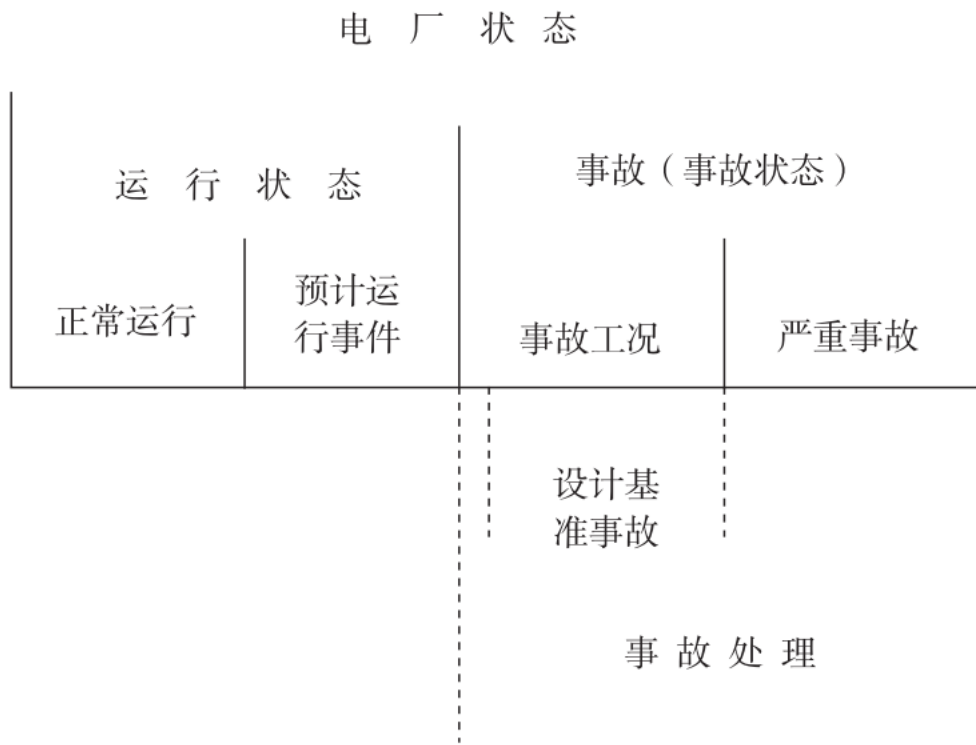 电厂状态
运行状态
事故（事故状态）
正常运行
预计运
行事件
事故工况
严重事故
设计基
准事故
事故处理